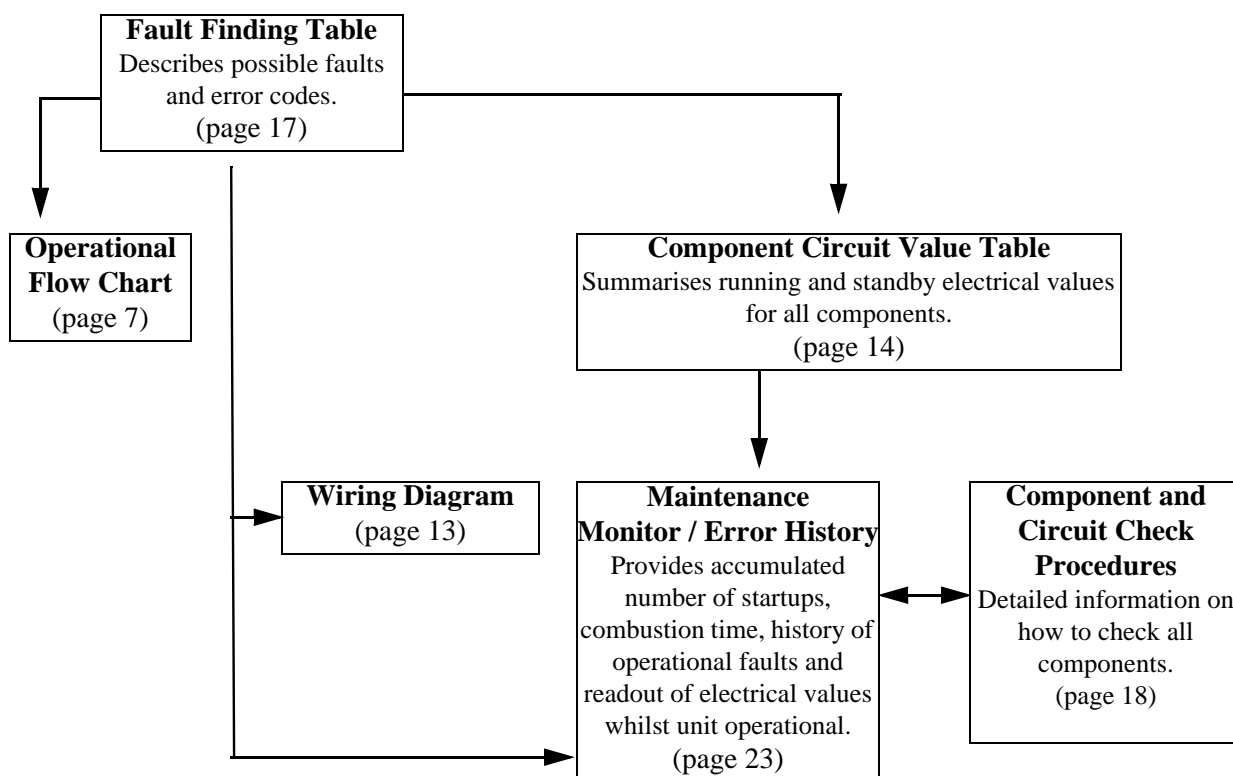 Fault Finding Table
Describes possible faults
and error codes.
(page 17)
Operational
Flow Chart
(page 7)
Component Circuit Value Table
Summarises running and standby electrical values
for all components.
(page 14)
Wiring Diagram
(page 13)
Maintenance
Monitor / Error History
Provides accumulated
number of startups,
combustion time, history of
operational faults and
readout of electrical values
whilst unit operational.
(page 23)
Component and
Circuit Check
Procedures
Detailed information on
how to check all
components.
(page 18)